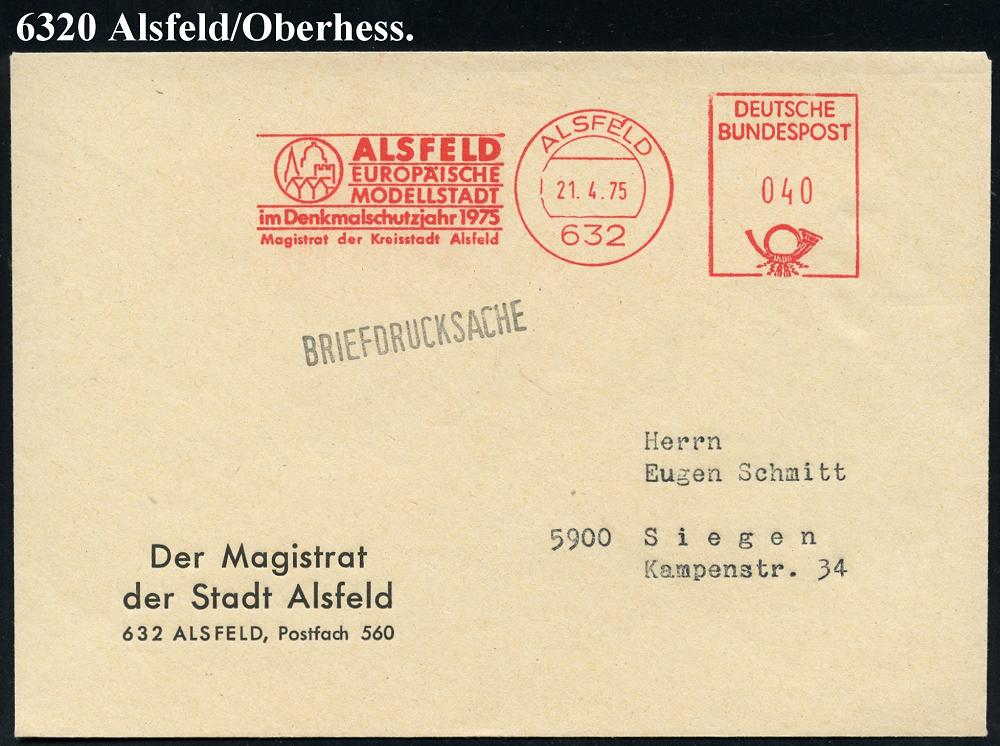 6320 Alsfeld/Oberhess.
ALSFELD
EUROPÄISCHE
MODELLSTADT
im Denkmalschutzjahr 1975
Magistrat der Kreisstadt Alsfeld
ALSFELD
21. 4. 75
632
DEUTSCHE
BUNDESPOST
040
BRIEFDRUCKSACHE
Herrn
Eugen Schmitt
5900 Siegen
Kampenstr. 34
Der Magistrat
der Stadt Alsfeld
632 ALSFELD, Postfach 560